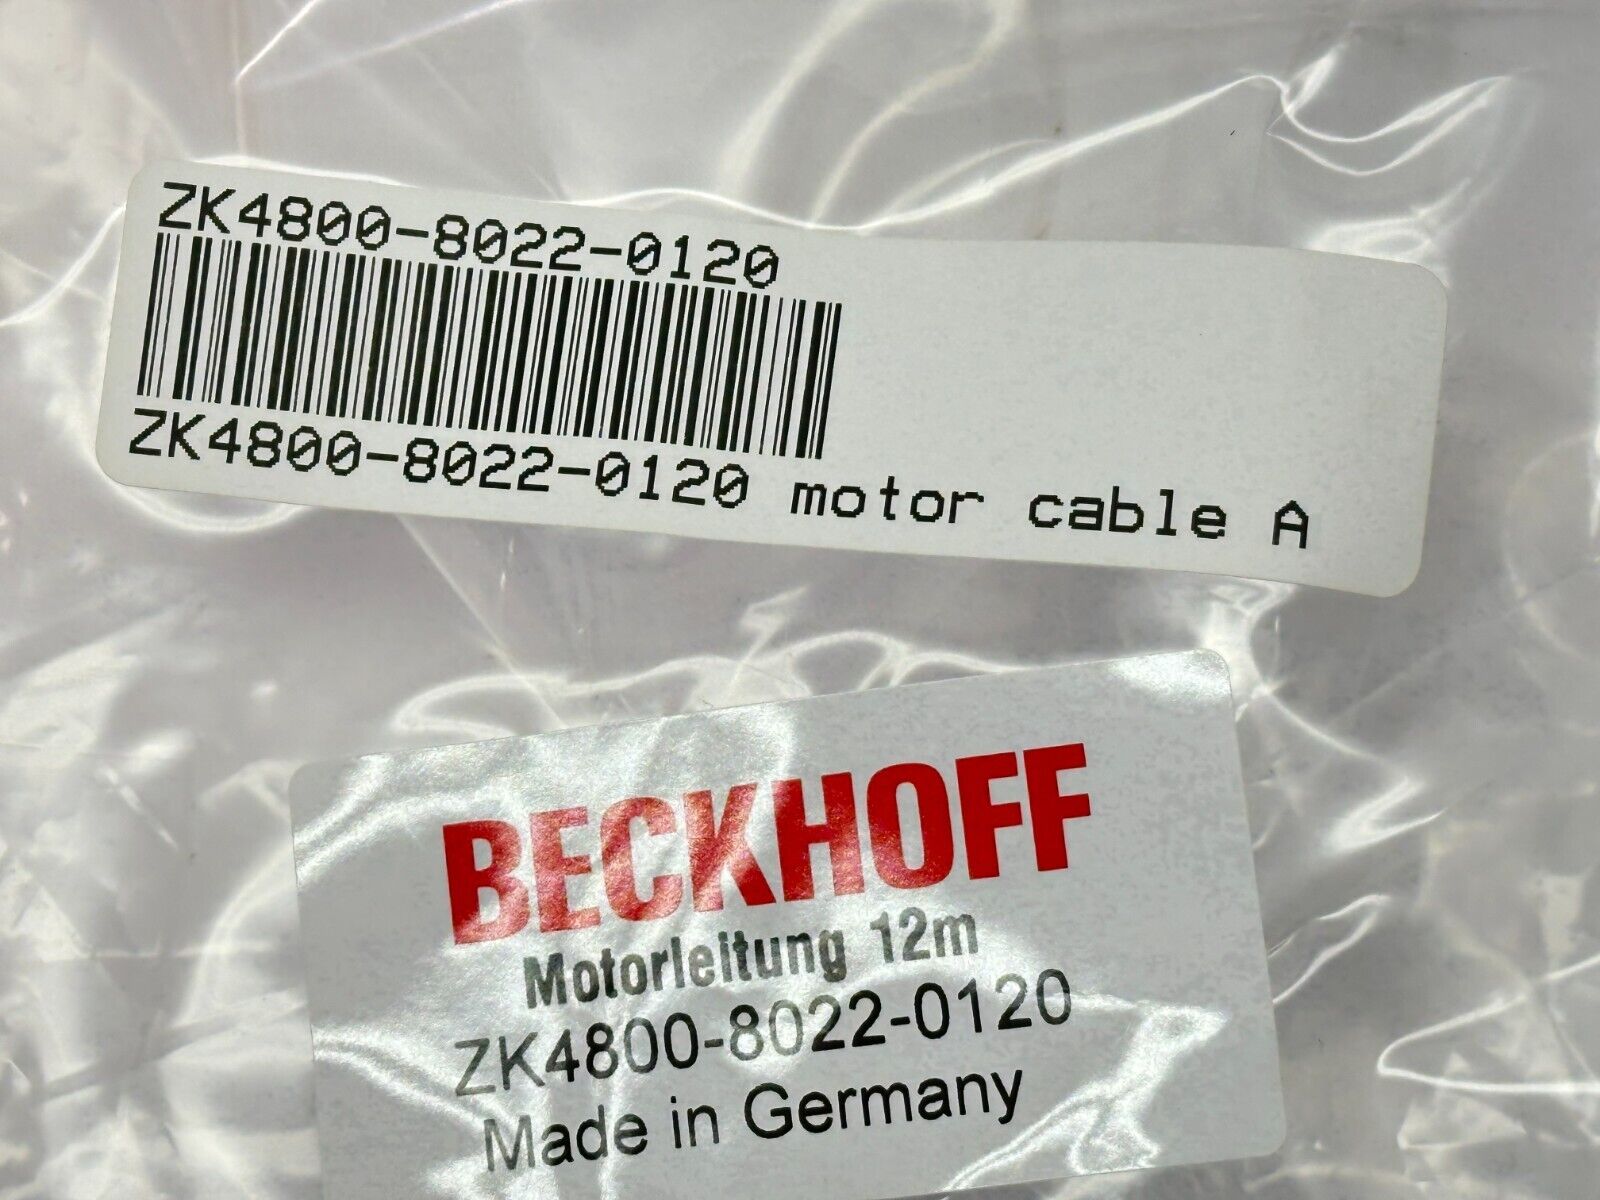 ZK4800-8022-0120
ZK4800-8022-0120 motor cable A
BECKHOFF
Motorleitung 12m
ZK4800-8022-0120
Made in Germany